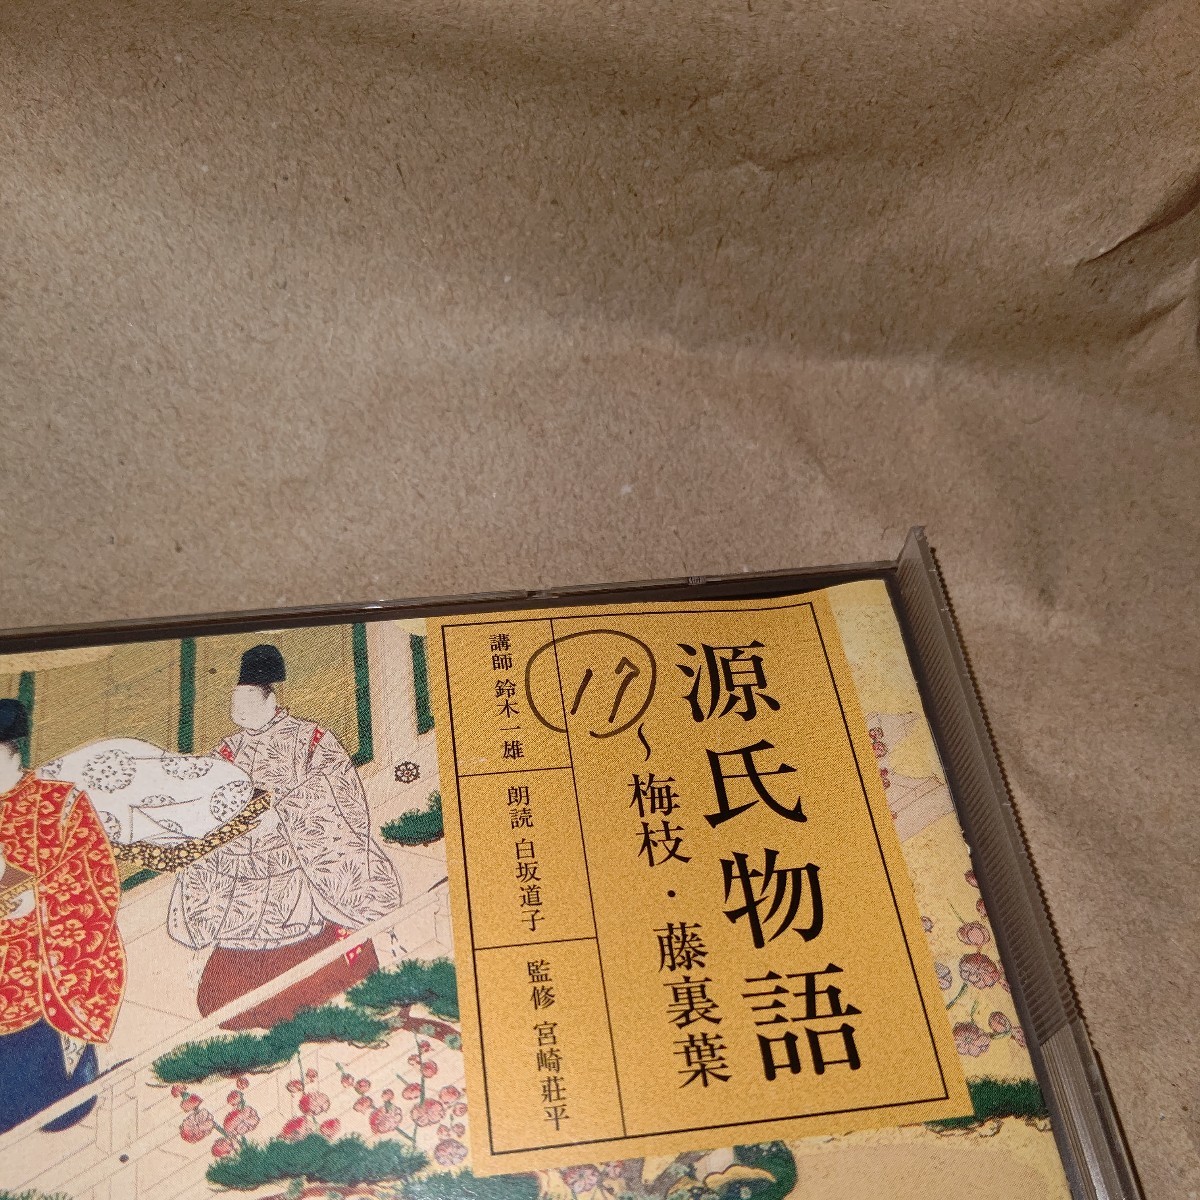 源氏物語
17
〜梅枝・藤裏葉
講師 鈴木一雄
朗読 白坂道子
監修 宮崎莊平